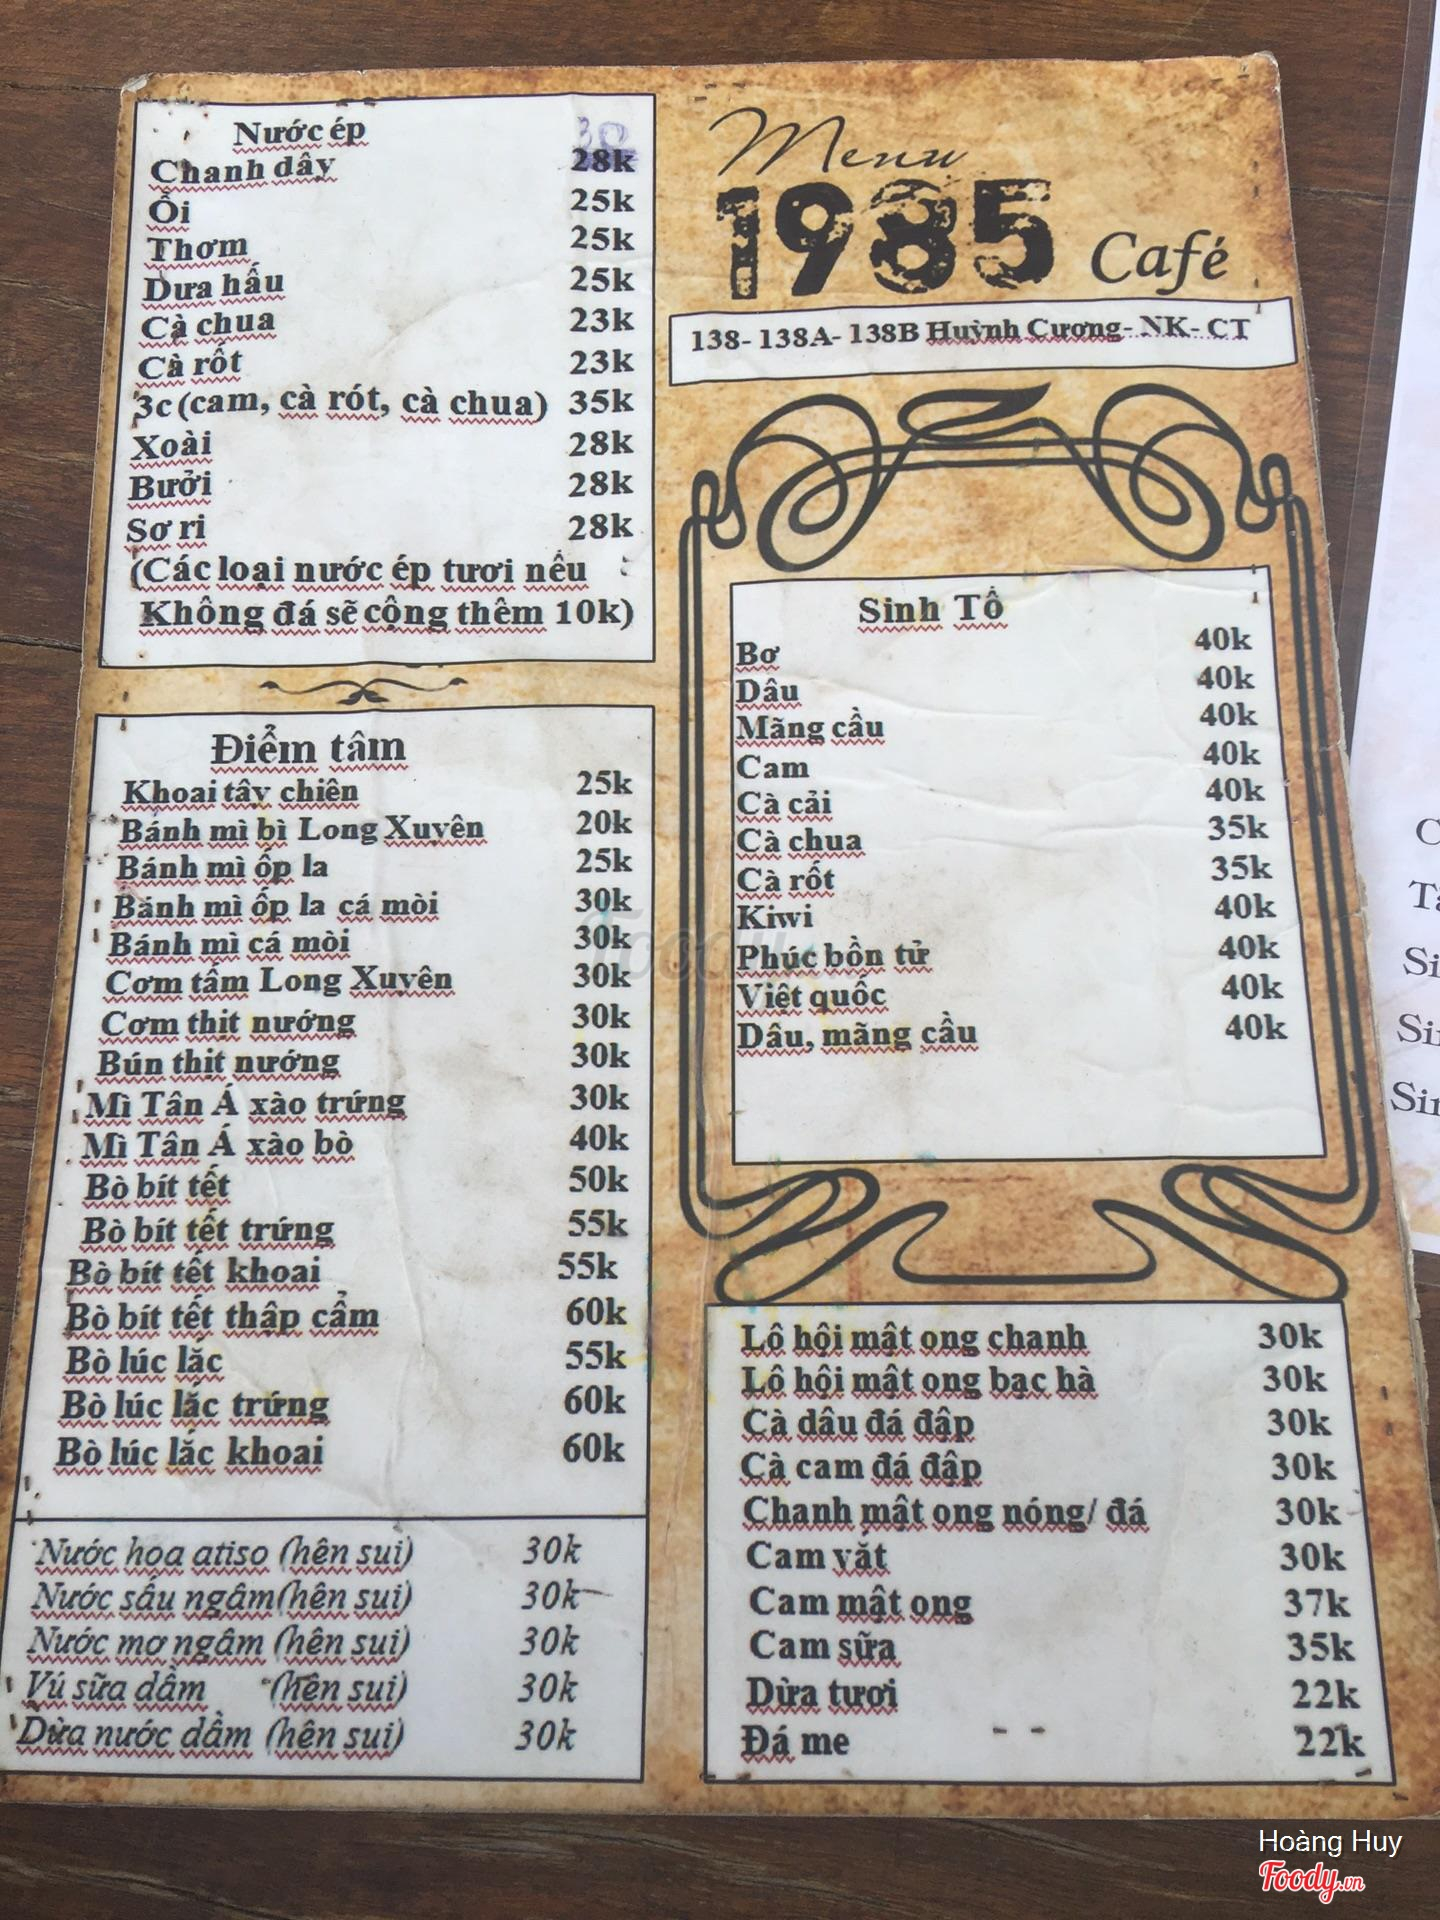 Nước ép
30
Chanh dây 28k
Ổi 25k
Thơm 25k
Dưa hấu 25k
Cà chua 23k
Cà rốt 23k
3c (cam, cà rót, cà chua) 35k
Xoài 28k
Bưởi 28k
Sơ ri 28k
(Các loại nước ép tươi nếu
Không đá sẽ cộng thêm 10k)
Điểm tâm
Khoai tây chiên 25k
Bánh mì bì Long Xuyên 20k
Bánh mì ốp la 25k
Bánh mì ốp la cá mòi 30k
Bánh mì cá mòi 30k
Cơm tấm Long Xuyên 30k
Cơm thịt nướng 30k
Bún thịt nướng 30k
Mì Tân Á xào trứng 30k
Mì Tân Á xào bò 40k
Bò bít tết 50k
Bò bít tết trứng 55k
Bò bít tết khoai 55k
Bò bít tết thập cẩm 60k
Bò lúc lắc 55k
Bò lúc lắc trứng 60k
Bò lúc lắc khoai 60k
Nước hoa atiso (hên sui) 30k
Nước sấu ngâm(hên sui) 30k
Nước mơ ngâm (hên sui) 30k
Vú sữa dầm (hên sui) 30k
Dừa nước dầm (hên sui) 30k
Menu
1985 Café
138- 138A- 138B Huỳnh Cương- NK- CT
Sinh Tố
Bơ 40k
Dâu 40k
Mãng cầu 40k
Cam 40k
Cà cải 40k
Cà chua 35k
Cà rốt 35k
Kiwi 40k
Phúc bồn tử 40k
Việt quốc 40k
Dâu, mãng cầu 40k
Lô hội mật ong chanh 30k
Lô hội mật ong bạc hà 30k
Cà dâu đá đập 30k
Cà cam đá đập 30k
Chanh mật ong nóng/ đá 30k
Cam vắt 30k
Cam mật ong 37k
Cam sữa 35k
Dừa tươi 22k
Đá me 22k
Foody
Hoàng Huy
Foody.vn